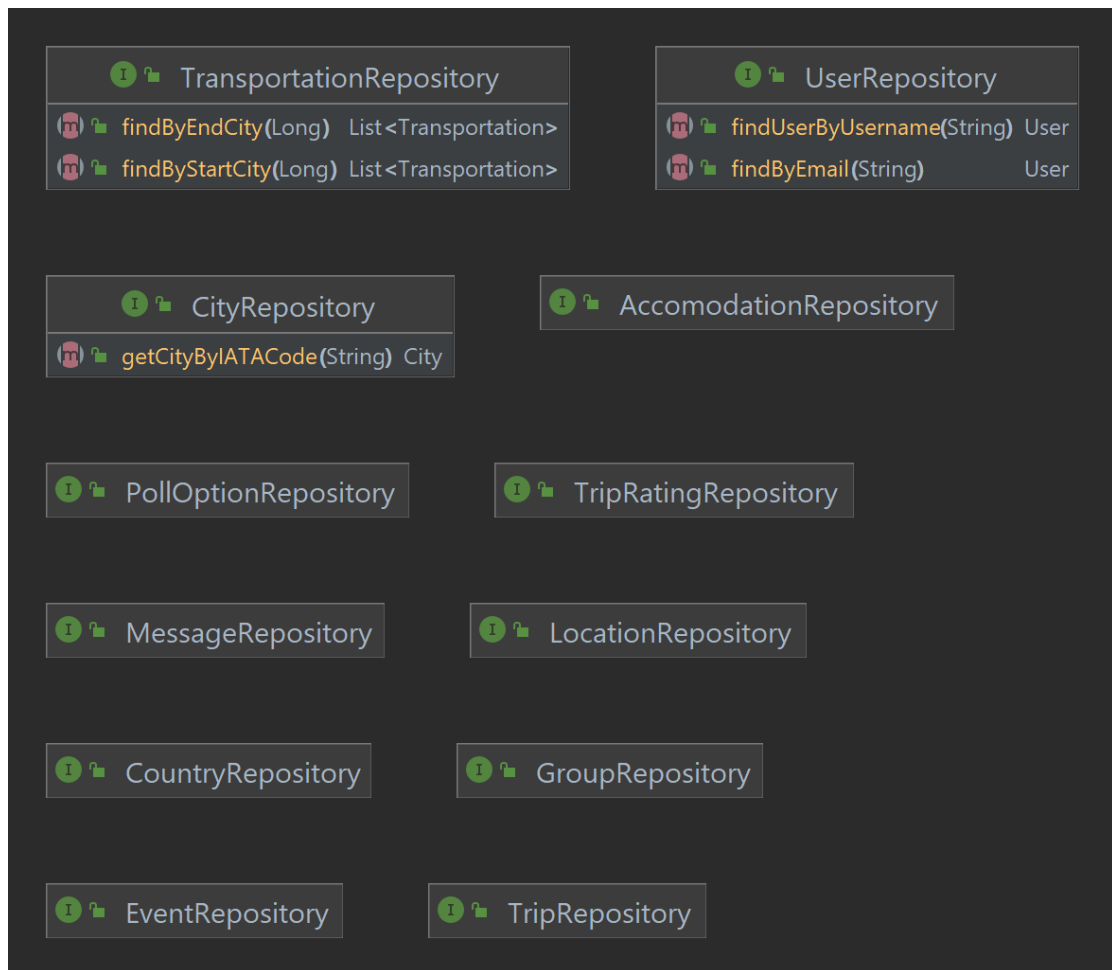 TransportationRepository
findByEndCity(Long) List<Transportation>
findByStartCity(Long) List<Transportation>
UserRepository
findUserByUsername(String) User
findByEmail(String) User
CityRepository
getCityByIATACode(String) City
AccomodationRepository
PollOptionRepository
TripRatingRepository
MessageRepository
LocationRepository
CountryRepository
GroupRepository
EventRepository
TripRepository